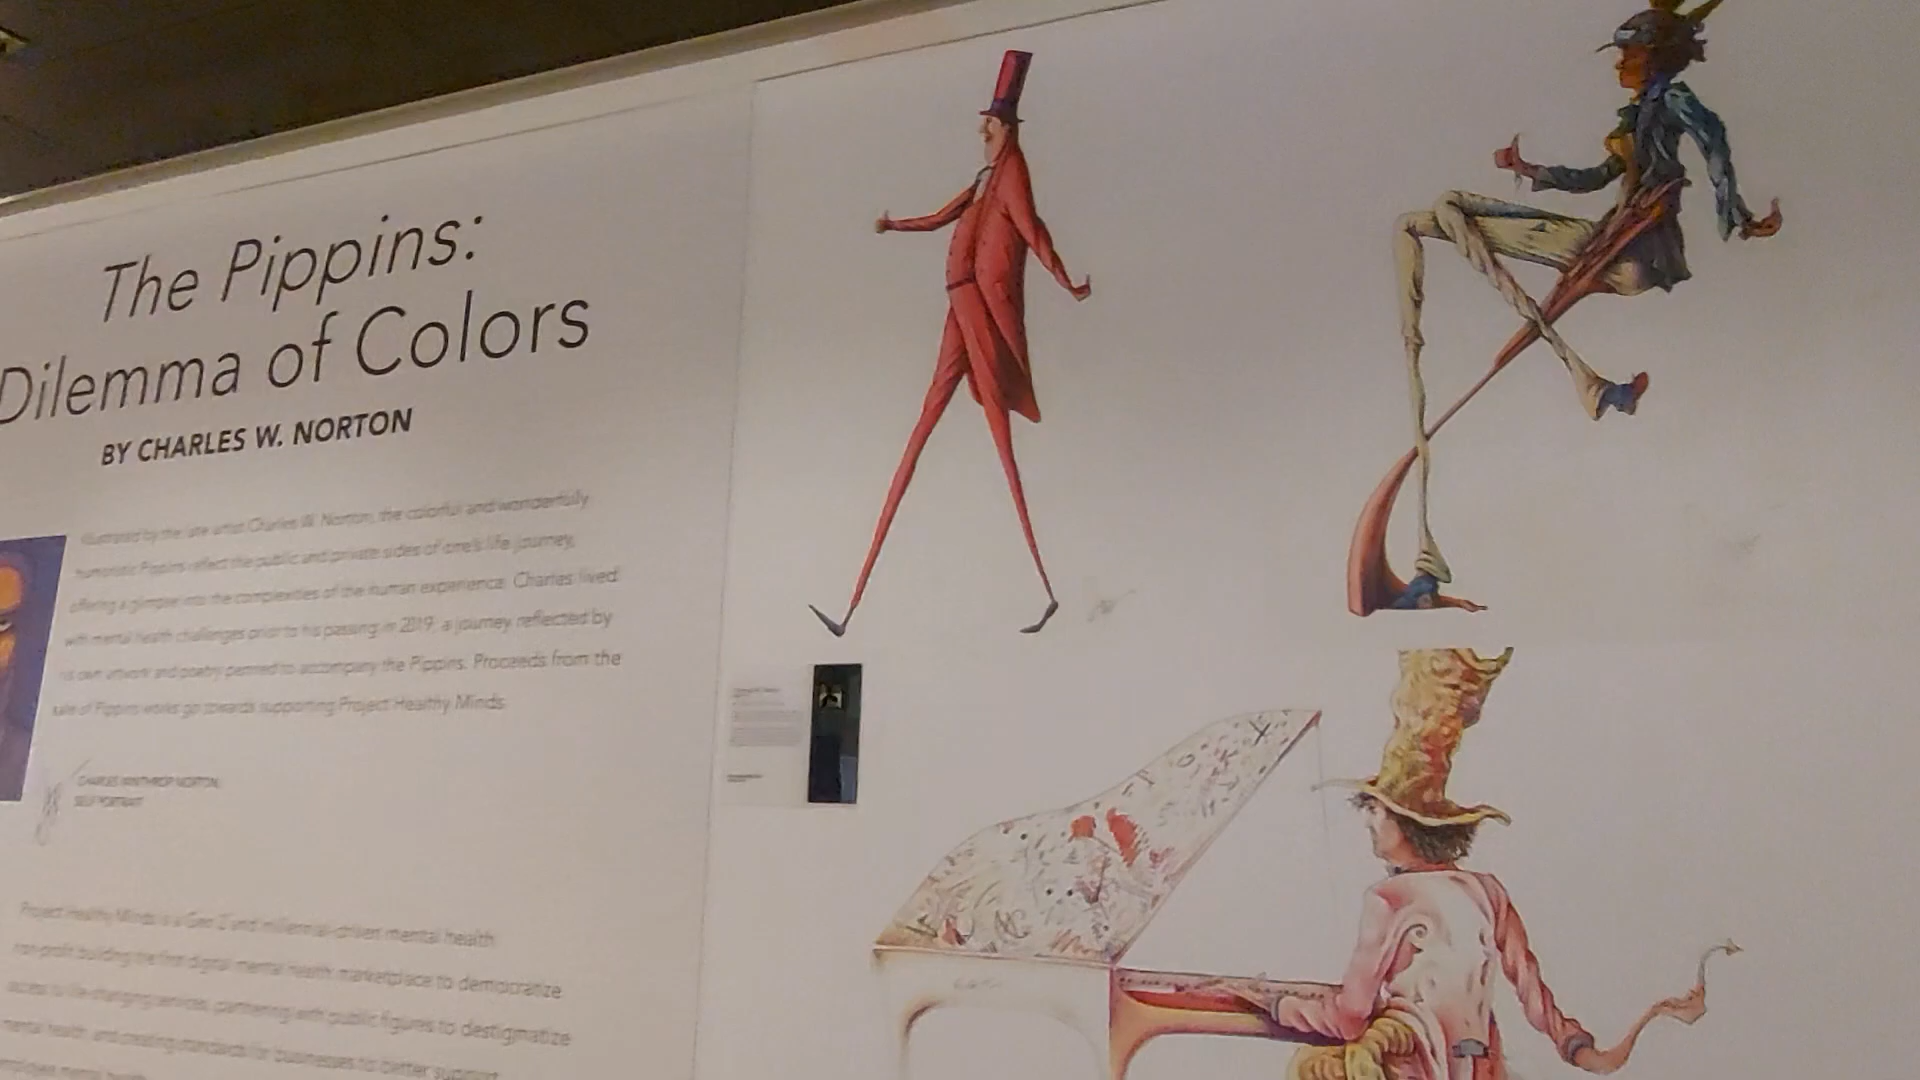 The Pippins:
Dilemma of Colors
BY CHARLES W. NORTON
Illustrated by the late artist Charles W. Norton, the colorful and wonderfully
humoristic Pippins reflect the public and private sides of one's life journey,
offering a glimpse into the complexities of the human experience. Charles lived
with mental health challenges prior to his passing in 2019, a journey reflected by
his own artwork and poetry penned to accompany the Pippins. Proceeds from the
sale of Pippins works go towards supporting Project Healthy Minds.
CHARLES WINTHROP NORTON,
SELF PORTRAIT
Project Healthy Minds is a Gen Z and millennial-driven mental health
non-profit building the first digital mental health marketplace to democratize
access to life-changing services, partnering with public figures to destigmatize
mental health, and creating standards for businesses to better support
mental health